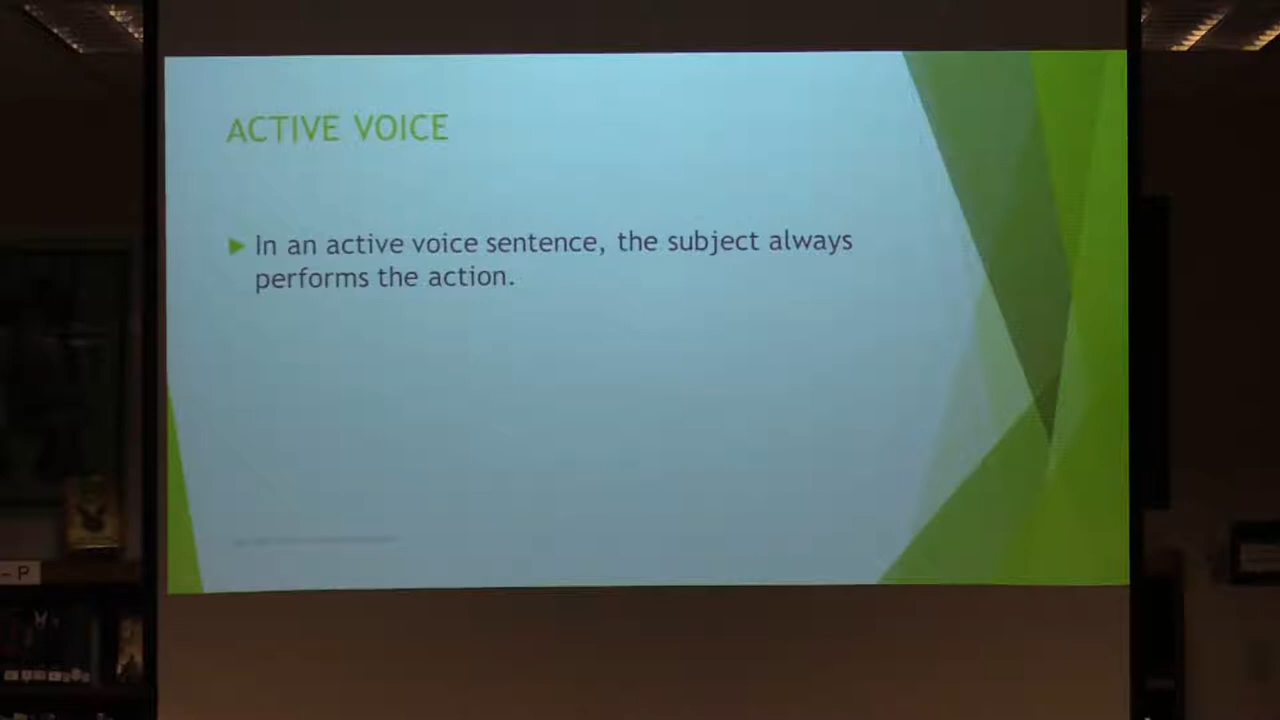 ACTIVE VOICE
In an active voice sentence, the subject always
performs the action.
– P